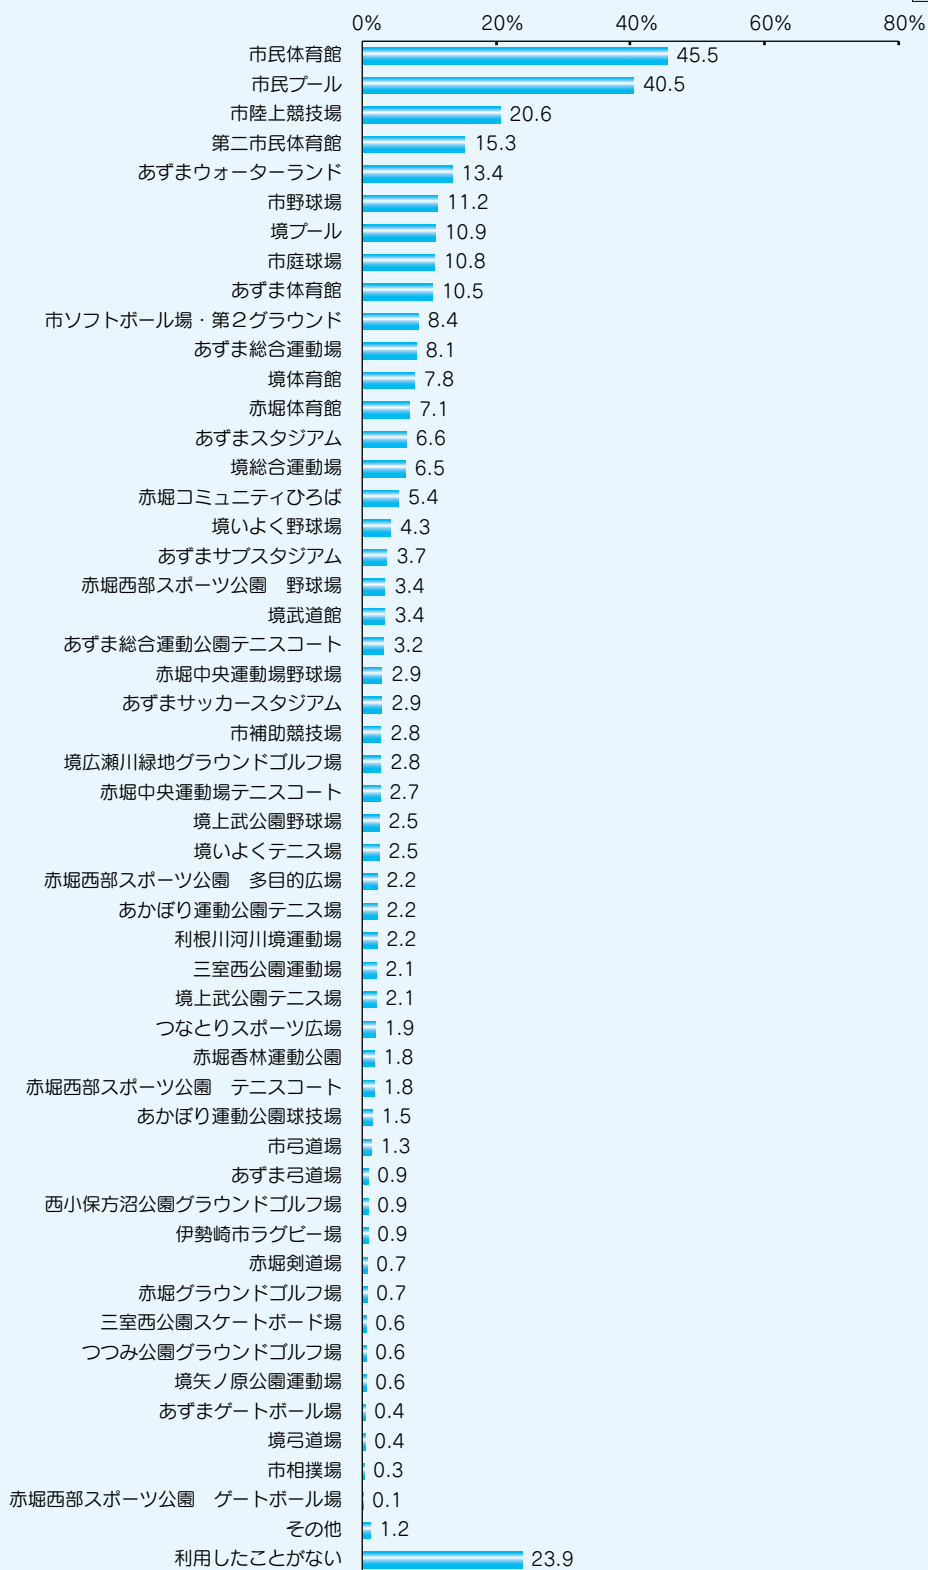 0% 20% 40% 60% 80%
市民体育館 45.5
市民プール 40.5
市陸上競技場 20.6
第二市民体育館 15.3
あずまウォーターランド 13.4
市野球場 11.2
境プール 10.9
市庭球場 10.8
あずま体育館 10.5
市ソフトボール場・第2グラウンド 8.4
あずま総合運動場 8.1
境体育館 7.8
赤堀体育館 7.1
あずまスタジアム 6.6
境総合運動場 6.5
赤堀コミュニティひろば 5.4
境いよく野球場 4.3
あずまサブスタジアム 3.7
赤堀西部スポーツ公園　野球場 3.4
境武道館 3.4
あずま総合運動公園テニスコート 3.2
赤堀中央運動場野球場 2.9
あずまサッカースタジアム 2.9
市補助競技場 2.8
境広瀬川緑地グラウンドゴルフ場 2.8
赤堀中央運動場テニスコート 2.7
境上武公園野球場 2.5
境いよくテニス場 2.5
赤堀西部スポーツ公園　多目的広場 2.2
あかぼり運動公園テニス場 2.2
利根川河川境運動場 2.2
三室西公園運動場 2.1
境上武公園テニス場 2.1
つなとりスポーツ広場 1.9
赤堀香林運動公園 1.8
赤堀西部スポーツ公園　テニスコート 1.8
あかぼり運動公園球技場 1.5
市弓道場 1.3
あずま弓道場 0.9
西小保方沼公園グラウンドゴルフ場 0.9
伊勢崎市ラグビー場 0.9
赤堀剣道場 0.7
赤堀グラウンドゴルフ場 0.7
三室西公園スケートボード場 0.6
つつみ公園グラウンドゴルフ場 0.6
境矢ノ原公園運動場 0.6
あずまゲートボール場 0.4
境弓道場 0.4
市相撲場 0.3
赤堀西部スポーツ公園　ゲートボール場 0.1
その他 1.2
利用したことがない 23.9